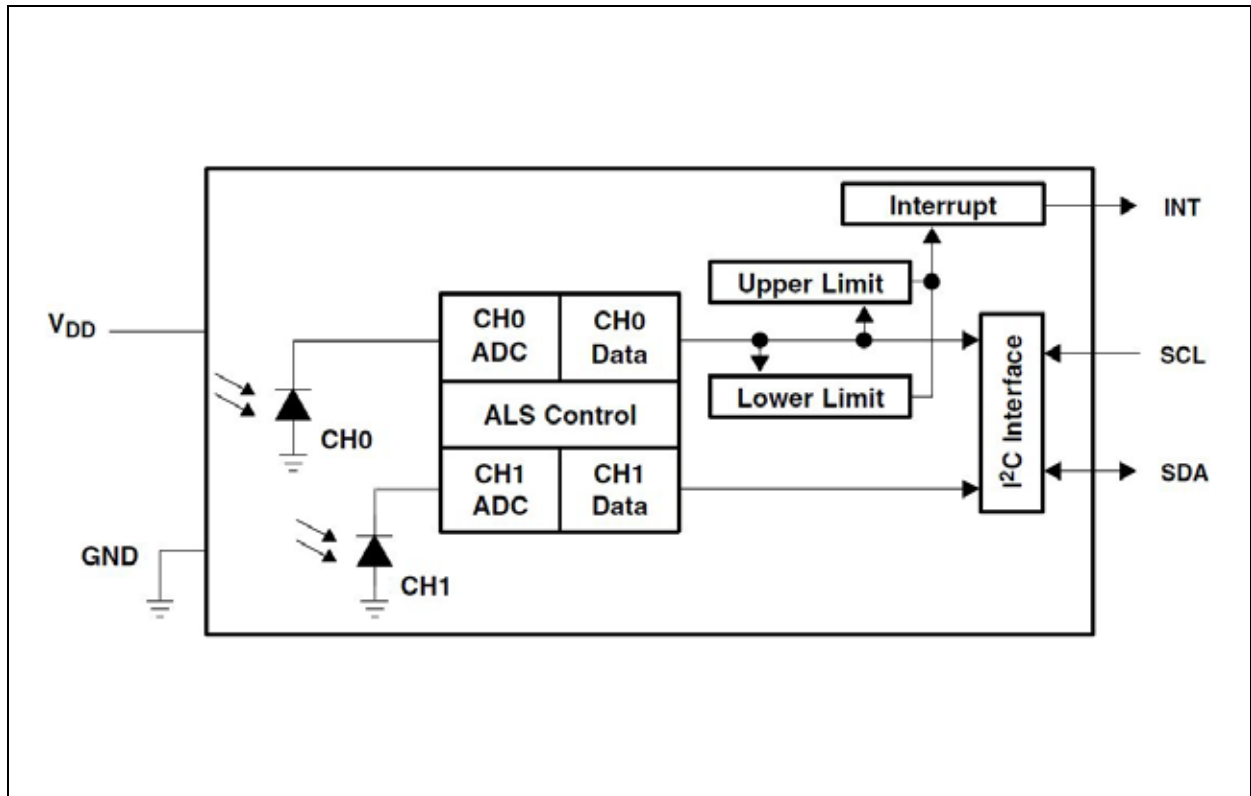 Interrupt
INT
Upper Limit
V_DD
CH0
ADC
CH0
Data
SCL
Lower Limit
I²C Interface
ALS Control
CH0
CH1
ADC
CH1
Data
SDA
GND
CH1